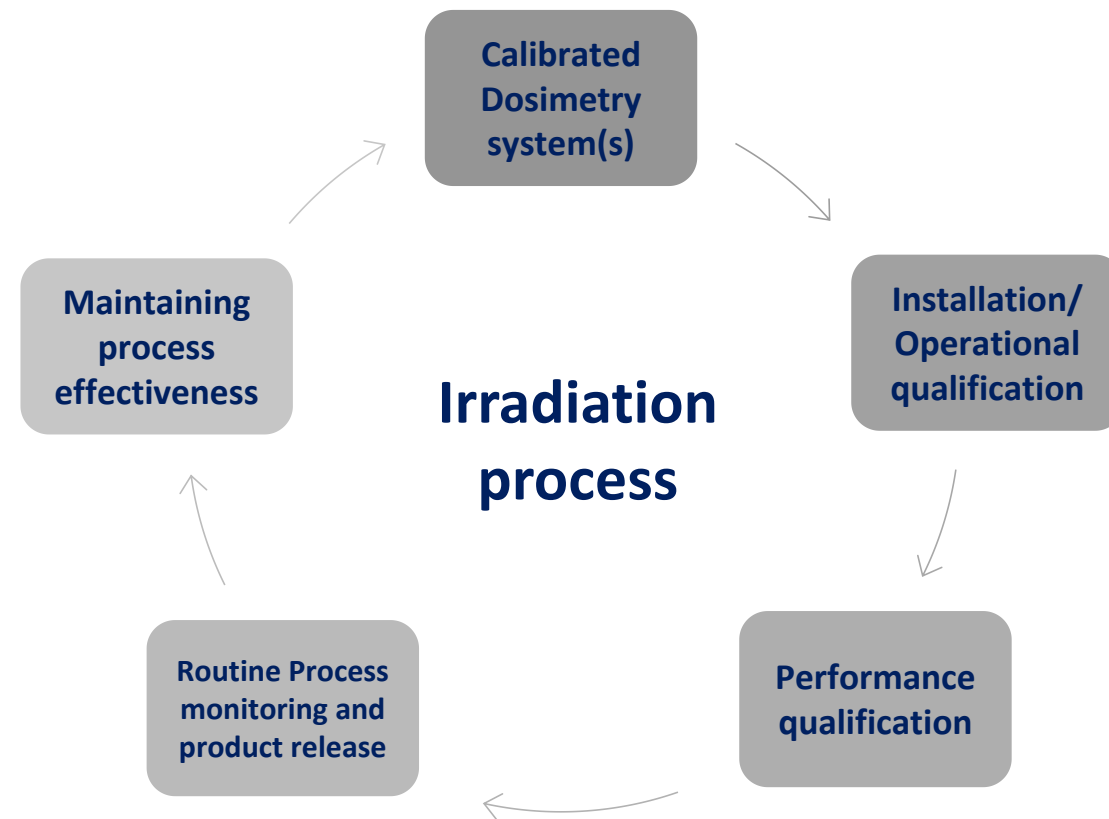 Calibrated
Dosimetry
system(s)
Installation/
Operational
qualification
Performance
qualification
Routine Process
monitoring and
product release
Maintaining
process
effectiveness
Irradiation
process